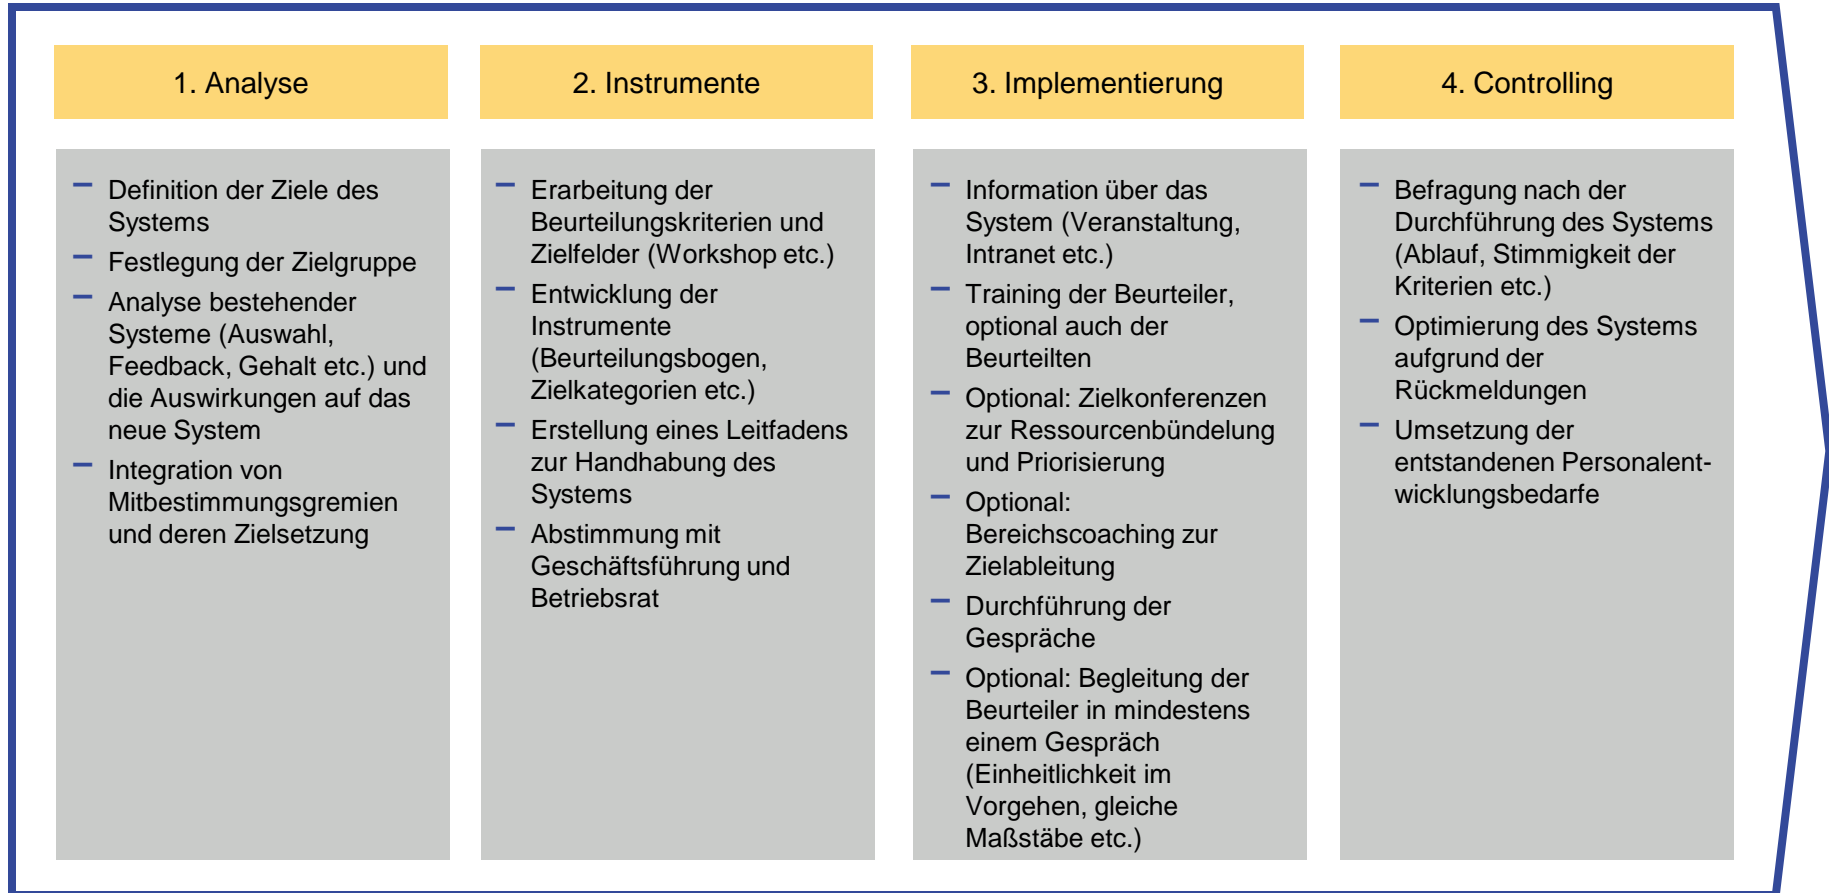 1. Analyse
– Definition der Ziele des
Systems
– Festlegung der Zielgruppe
– Analyse bestehender
Systeme (Auswahl,
Feedback, Gehalt etc.) und
die Auswirkungen auf das
neue System
– Integration von
Mitbestimmungsgremien
und deren Zielsetzung
2. Instrumente
– Erarbeitung der
Beurteilungskriterien und
Zielfelder (Workshop etc.)
– Entwicklung der
Instrumente
(Beurteilungsbogen,
Zielkategorien etc.)
– Erstellung eines Leitfadens
zur Handhabung des
Systems
– Abstimmung mit
Geschäftsführung und
Betriebsrat
3. Implementierung
– Information über das
System (Veranstaltung,
Intranet etc.)
– Training der Beurteiler,
optional auch der
Beurteilten
– Optional: Zielkonferenzen
zur Ressourcenbündelung
und Priorisierung
– Optional:
Bereichscoaching zur
Zielableitung
– Durchführung der
Gespräche
– Optional: Begleitung der
Beurteiler in mindestens
einem Gespräch
(Einheitlichkeit im
Vorgehen, gleiche
Maßstäbe etc.)
4. Controlling
– Befragung nach der
Durchführung des Systems
(Ablauf, Stimmigkeit der
Kriterien etc.)
– Optimierung des Systems
aufgrund der
Rückmeldungen
– Umsetzung der
entstandenen Personalent-
wicklungsbedarfe